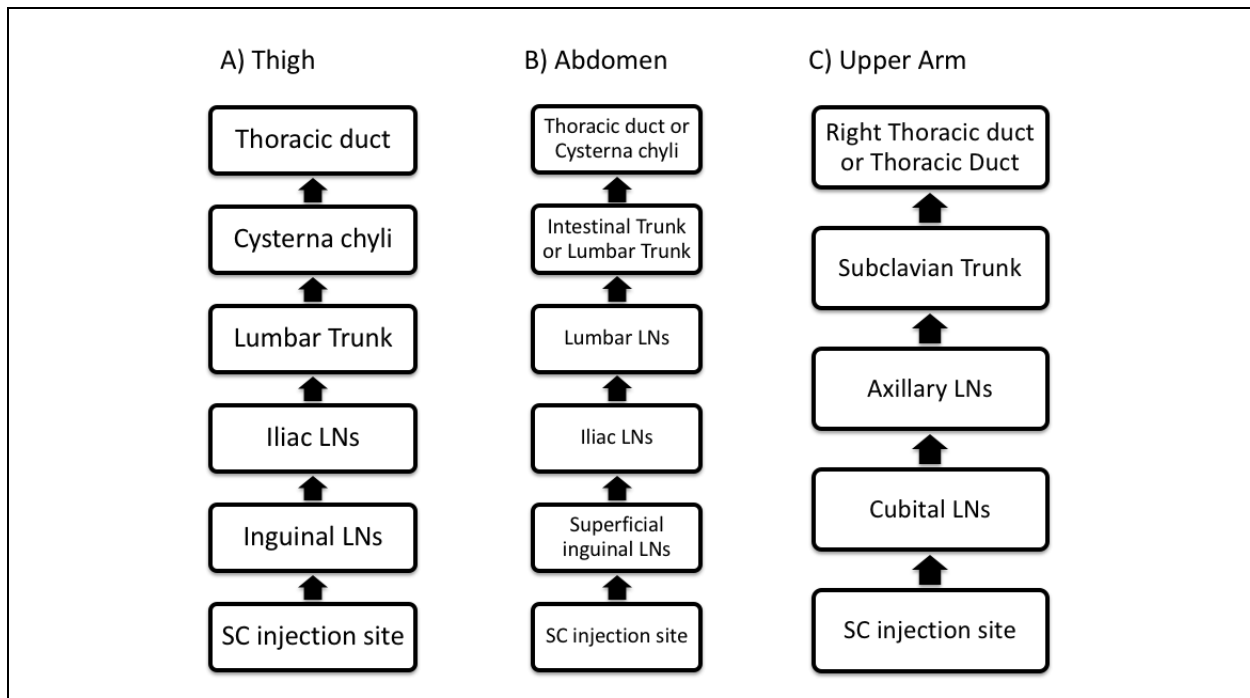 A) Thigh
Thoracic duct
Cysterna chyli
Lumbar Trunk
Iliac LNs
Inguinal LNs
SC injection site
B) Abdomen
Thoracic duct or
Cysterna chyli
Intestinal Trunk
or Lumbar Trunk
Lumbar LNs
Iliac LNs
Superficial
inguinal LNs
SC injection site
C) Upper Arm
Right Thoracic duct
or Thoracic Duct
Subclavian Trunk
Axillary LNs
Cubital LNs
SC injection site